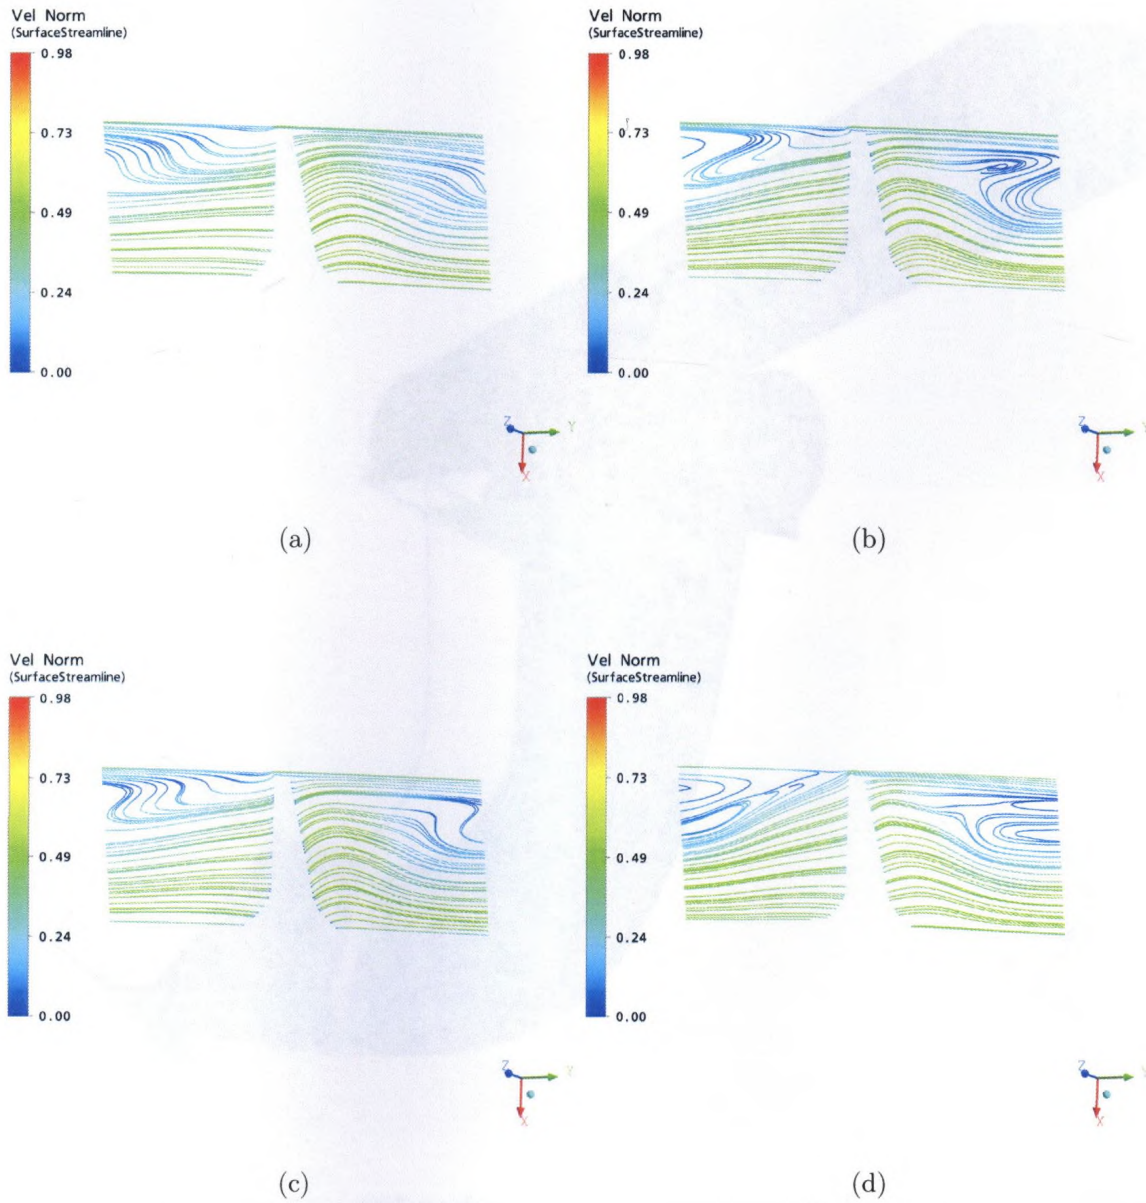 Vel Norm
(SurfaceStreamline)
0.98
0.73
0.49
0.24
0.00
Z
Y
X
(a)
Vel Norm
(SurfaceStreamline)
0.98
0.73
0.49
0.24
0.00
Z
Y
X
(b)
Vel Norm
(SurfaceStreamline)
0.98
0.73
0.49
0.24
0.00
Z
Y
X
(c)
Vel Norm
(SurfaceStreamline)
0.98
0.73
0.49
0.24
0.00
Z
Y
X
(d)